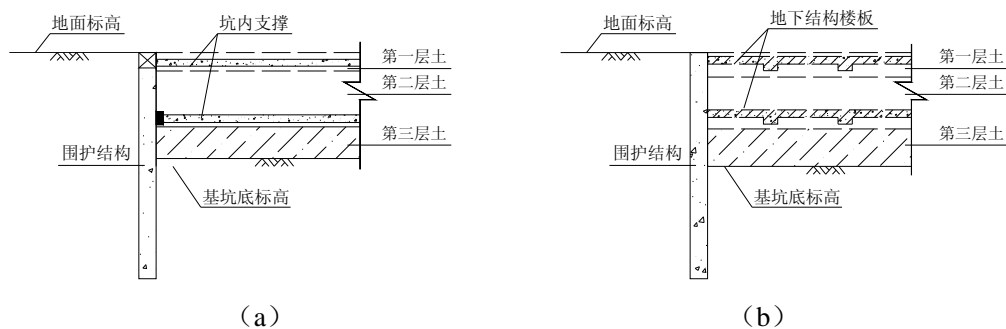 地面标高
坑内支撑
第一层土
第二层土
第三层土
围护结构
基坑底标高
(a)
地面标高
地下结构楼板
第一层土
第二层土
第三层土
围护结构
基坑底标高
(b)